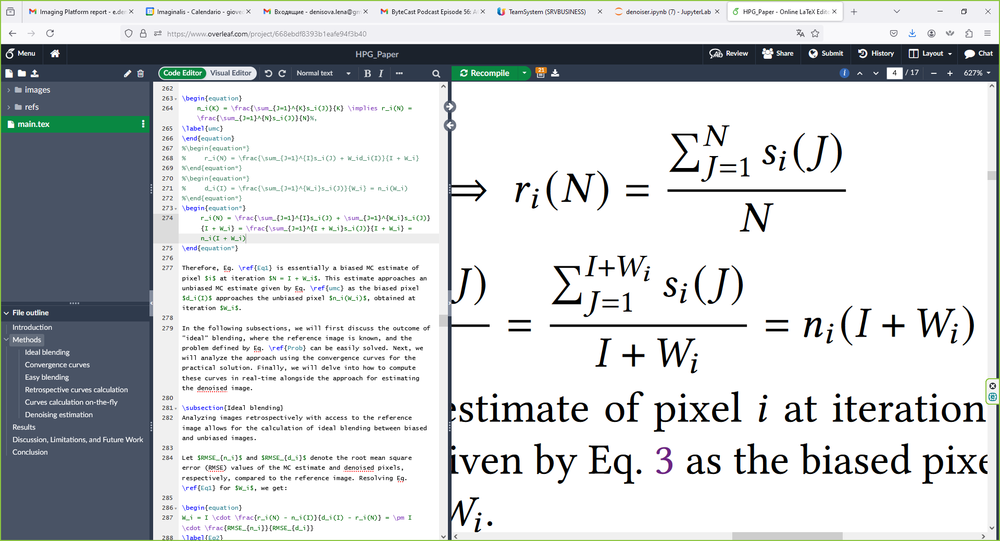 Imaging Platform report - e.den
Imaginalis - Calendario - gioved
Входящие - denisova.lena@gm
ByteCast Podcast Episode 56: A
TeamSystem (SRVBUSINESS)
denoiser.ipynb (7) - JupyterLab
HPG_Paper - Online LaTeX Edito
https://www.overleaf.com/project/668ebdf8393b1eafe94f3b40
Menu
HPG_Paper
Review
Share
Submit
History
Layout
Chat
Code Editor
Visual Editor
Normal text
B I
Recompile
21
4 / 17
627%
images
refs
main.tex
File outline
Introduction
Methods
Ideal blending
Convergence curves
Easy blending
Retrospective curves calculation
Curves calculation on-the-fly
Denoising estimation
Results
Discussion, Limitations, and Future Work
Conclusion
262
263 \begin{equation}
264 n_i(K) = \frac{\sum_{J=1}^{K}s_i(J)}{K} \implies r_i(N) =
\frac{\sum_{J=1}^{N}s_i(J)}{N}%,
265 \label{umc}
266 \end{equation}
267 %\begin{equation*}
268 % r_i(N) = \frac{\sum_{J=1}^{I}s_i(J) + W_id_i(I)}{I + W_i}
269 %\end{equation*}
270 %\begin{equation*}
271 % d_i(I) = \frac{\sum_{J=1}^{W_i}s_i(J)}{W_i} = n_i(W_i)
272 %\end{equation*}
273 \begin{equation*}
274 r_i(N) = \frac{\sum_{J=1}^{I}s_i(J) + \sum_{J=1}^{W_i}s_i(J)}
{I + W_i} = \frac{\sum_{J=1}^{I + W_i}s_i(J)}{I + W_i} =
n_i(I + W_i)
275 \end{equation*}
276
277 Therefore, Eq. \ref{Eq1} is essentially a biased MC estimate of
pixel $i$ at iteration $N = I + W_i$. This estimate approaches an
unbiased MC estimate given by Eq. \ref{umc} as the biased pixel
$d_i(I)$ approaches the unbiased pixel $n_i(W_i)$, obtained at
iteration $W_i$.
278
279 In the following subsections, we will first discuss the outcome of
"ideal" blending, where the reference image is known, and the
problem defined by Eq. \ref{Prob} can be easily solved. Next, we
will analyze the approach using the convergence curves for the
practical solution. Finally, we will delve into how to compute
these curves in real-time alongside the approach for estimating
the denoised image.
280
281 \subsection{Ideal blending}
282 Analyzing images retrospectively with access to the reference
image allows for the calculation of ideal blending between biased
and unbiased images.
283
284 Let $RMSE_{n_i}$ and $RMSE_{d_i}$ denote the root mean square
error (RMSE) values of the MC estimate and denoised pixels,
respectively, compared to the reference image. Resolving Eq.
\ref{Eq1} for $W_i$, we get:
285
286 \begin{equation}
287 W_i = I \cdot \frac{r_i(N) - n_i(I)}{d_i(I) - r_i(N)} = \pm I
\cdot \frac{RMSE_{n_i}}{RMSE_{d_i}}
288 \label{Eq2}
⟹ r_i(N) = \frac{∑_{J=1}^{N} s_i(J)}{N}
J) = \frac{∑_{J=1}^{I+W_i} s_i(J)}{I + W_i} = n_i(I + W_i)
estimate of pixel i at iteration
iven by Eq. 3 as the biased pixe
W_i.